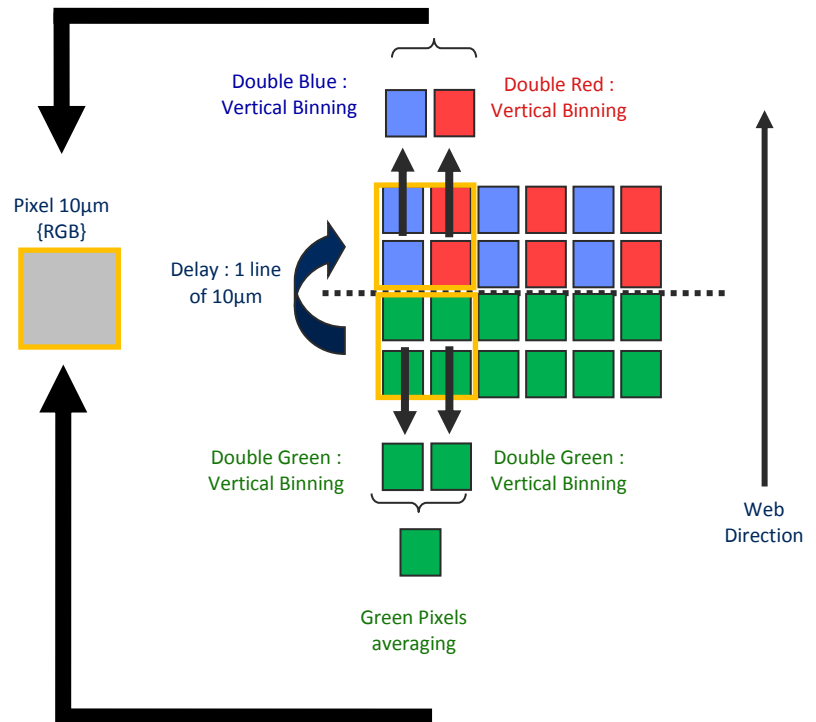 Double Blue :
Vertical Binning
Double Red :
Vertical Binning
Pixel 10µm
{RGB}
Delay : 1 line
of 10µm
Double Green :
Vertical Binning
Double Green :
Vertical Binning
Web
Direction
Green Pixels
averaging